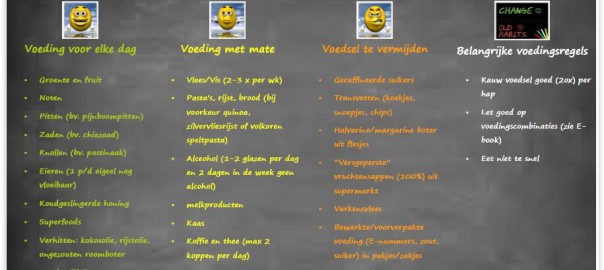 CHANGE
OLD
HABITS
Voeding voor elke dag
Groente en fruit
Noten
Pitten (bv. pijnboompitten)
Zaden (bv. chiazaad)
Knollen (bv. pastinaak)
Eieren (1 p/d eigeel nog
vloeibaar)
Koudgeslingerde honing
Superfoods
Verhitten: kokosolie, rijstolie,
ongezouten roomboter
Voeding met mate
Vlees/Vis (2-3 x per wk)
Pasta's, rijst, brood (bij
voorkeur quinoa,
zilvervliesrijst of volkoren
speltpasta)
Alcohol (1-2 glazen per dag
en 2 dagen in de week geen
alcohol)
melkproducten
Kaas
Koffie en thee (max 2
koppen per dag)
Voedsel te vermijden
Geraffineerde suikers
Transvetten (koekjes,
snoepjes, chips)
Halvarine/margarine boter
uit flesjes
"Versgeperste"
vruchtensappen (100%) uit
supermarkt
Varkensvlees
Bewerkte/voorverpakte
voeding (E-nummers, zout,
suiker) in pakjes/zakjes
Belangrijke voedingsregels
Kauw voedsel goed (20x) per
hap
Let goed op
voedingscombinaties (zie E-
book)
Eet niet te snel